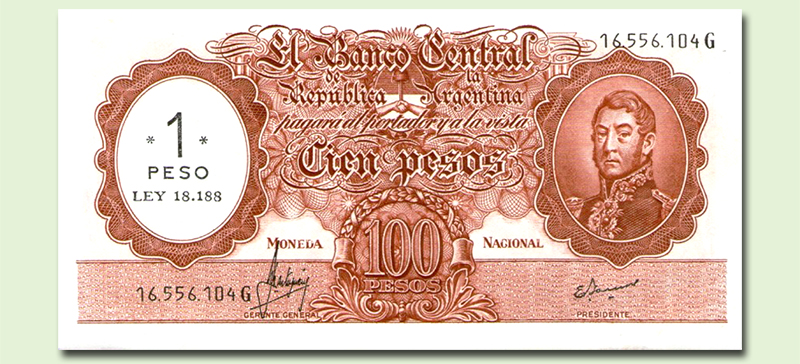 El Banco Central
de la
República Argentina
pagará al portador y a la vista
Cien pesos
16.556.104 G
* 1 *
PESO
LEY 18.188
MONEDA
100
PESOS
NACIONAL
16.556.104 G
GERENTE GENERAL
PRESIDENTE